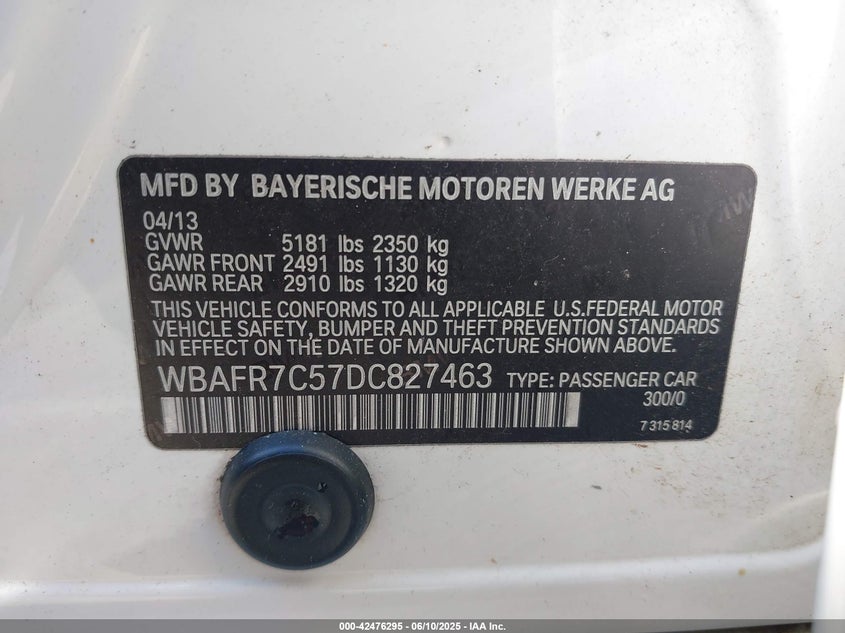 MFD BY BAYERISCHE MOTOREN WERKE AG
04/13
GVWR 5181 lbs 2350 kg
GAWR FRONT 2491 lbs 1130 kg
GAWR REAR 2910 lbs 1320 kg
THIS VEHICLE CONFORMS TO ALL APPLICABLE U.S.FEDERAL MOTOR
VEHICLE SAFETY, BUMPER AND THEFT PREVENTION STANDARDS
IN EFFECT ON THE DATE OF MANUFACTURE SHOWN ABOVE.
WBAFR7C57DC827463 TYPE: PASSENGER CAR
300/0
7 315 814
000-42476295 - 06/10/2025 - IAA Inc.